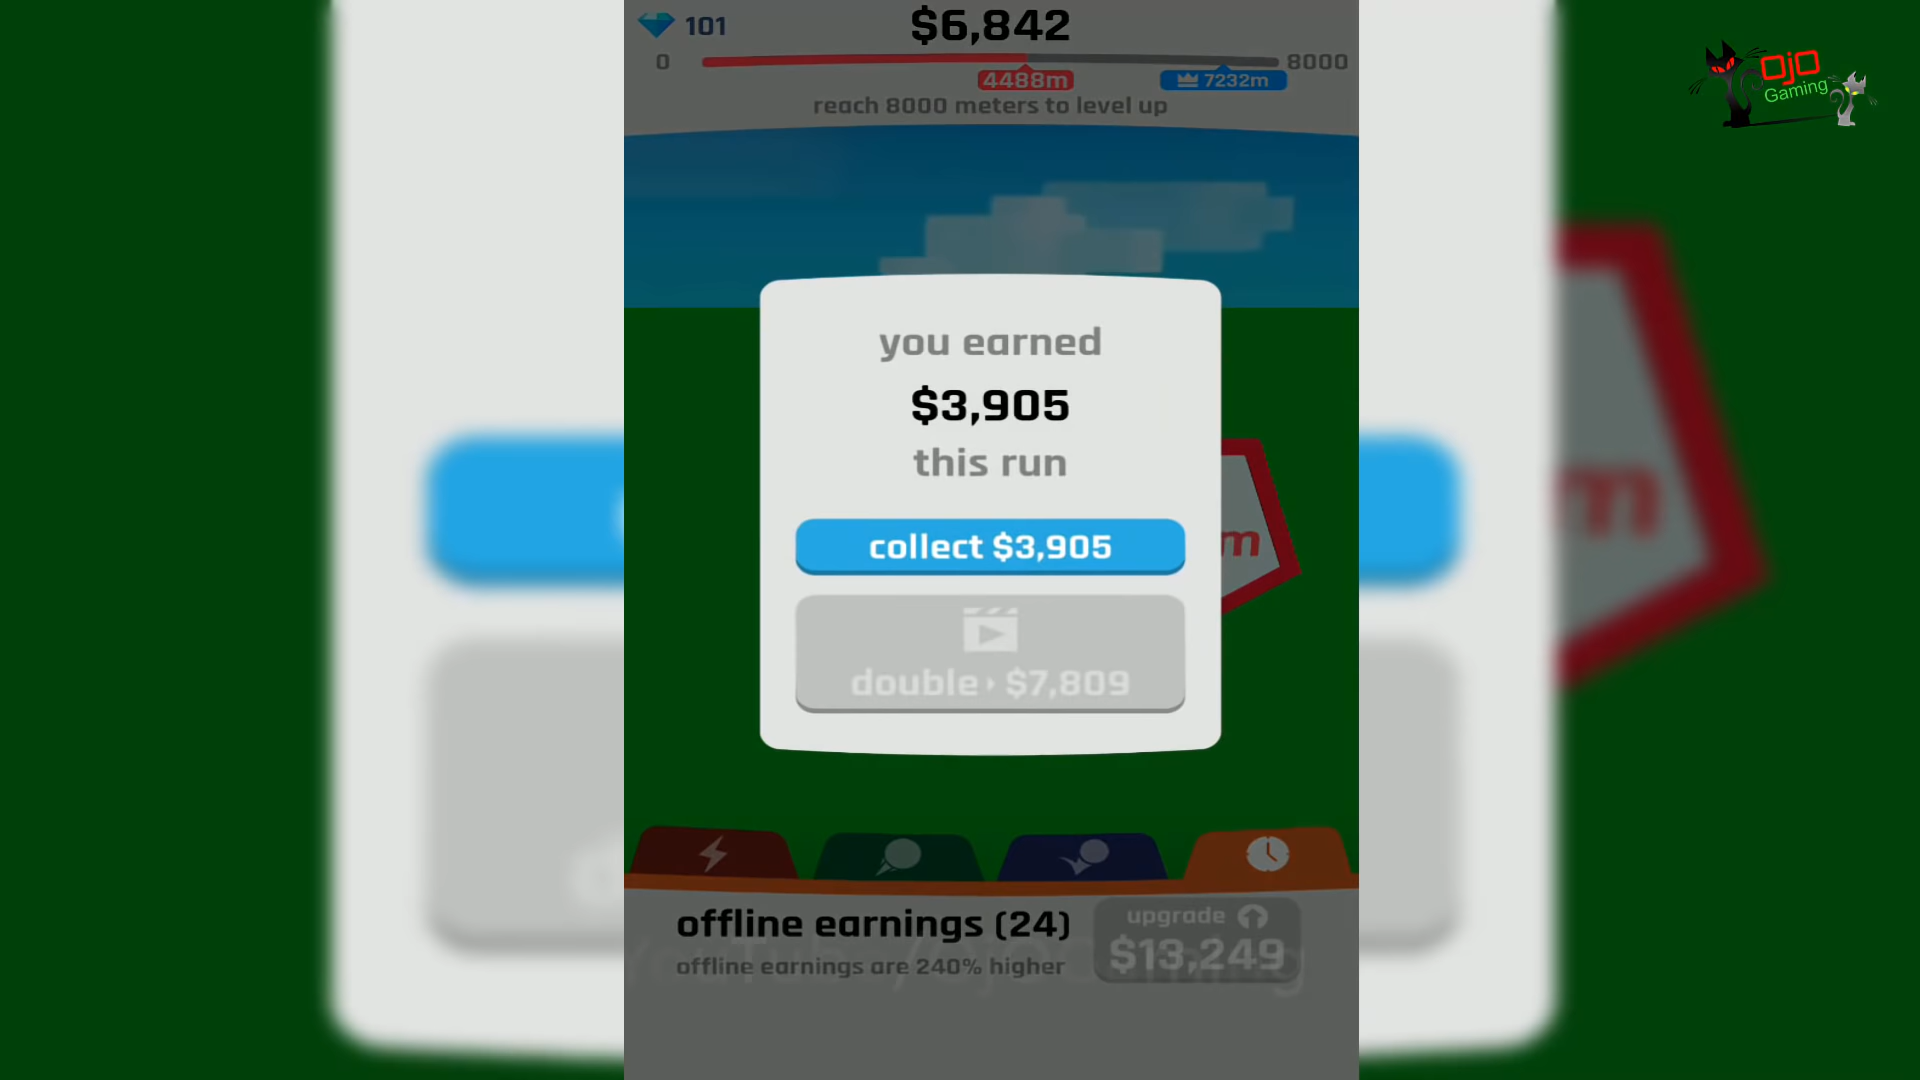 101
$6,842
0
8000
4488m
7232m
reach 8000 meters to level up
OjO
Gaming
you earned
$3,905
this run
collect $3,905
m
m
double $7,809
offline earnings (24)
upgrade
$13,249
offline earnings are 240% higher